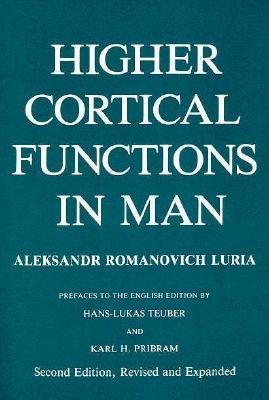 HIGHER
CORTICAL
FUNCTIONS
IN MAN
ALEKSANDR ROMANOVICH LURIA
PREFACES TO THE ENGLISH EDITION BY
HANS-LUKAS TEUBER
AND
KARL H. PRIBRAM
Second Edition, Revised and Expanded